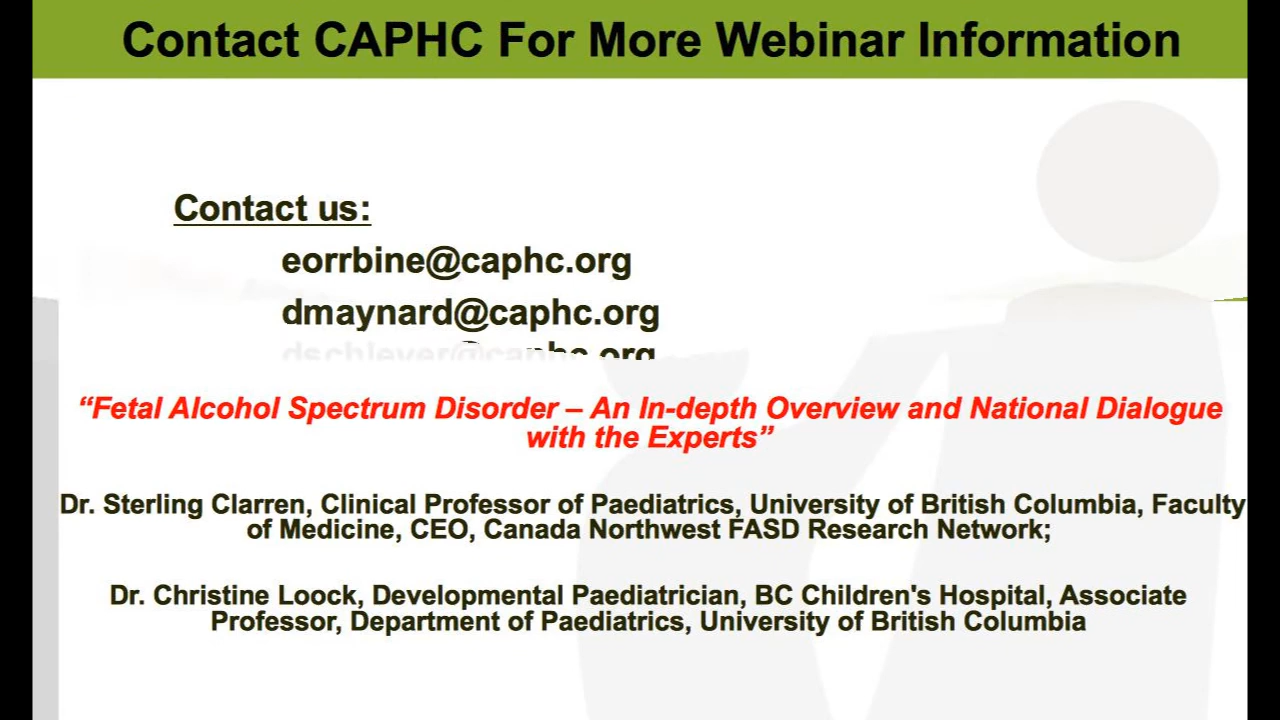 Contact CAPHC For More Webinar Information
Contact us:
eorrbine@caphc.org
dmaynard@caphc.org
“Fetal Alcohol Spectrum Disorder – An In-depth Overview and National Dialogue
with the Experts”
Dr. Sterling Clarren, Clinical Professor of Paediatrics, University of British Columbia, Faculty
of Medicine, CEO, Canada Northwest FASD Research Network;
Dr. Christine Loock, Developmental Paediatrician, BC Children's Hospital, Associate
Professor, Department of Paediatrics, University of British Columbia